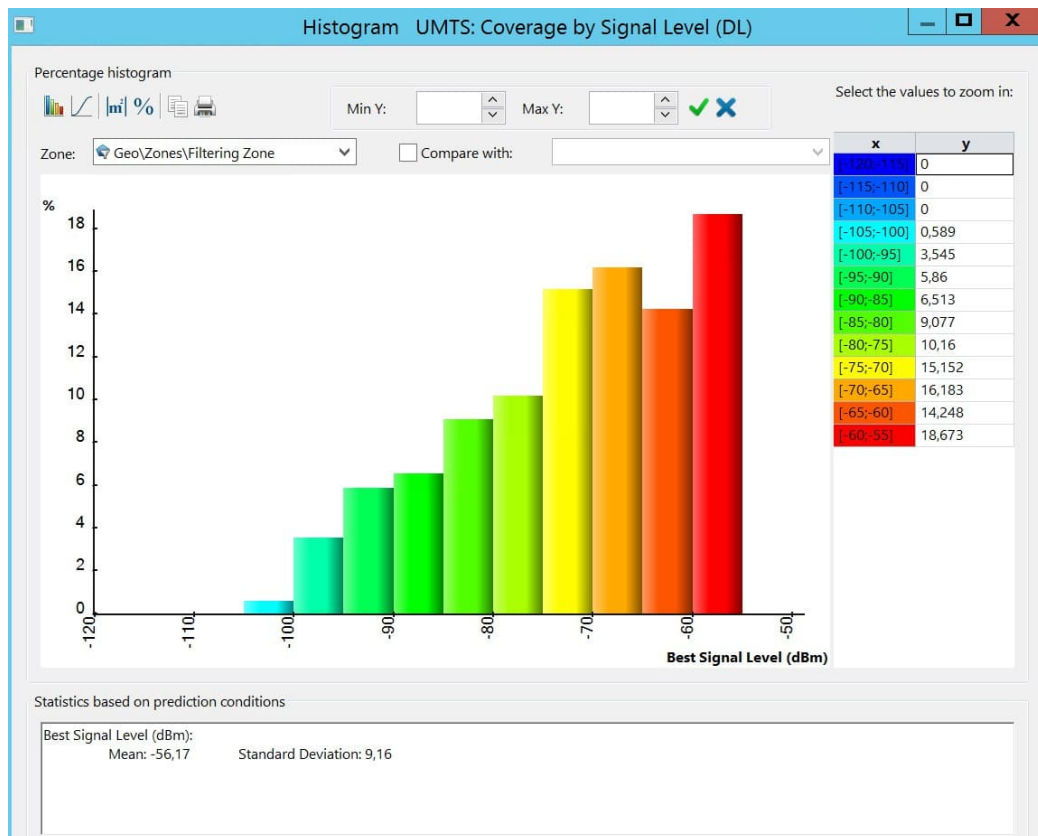 Histogram UMTS: Coverage by Signal Level (DL)
Percentage histogram
Select the values to zoom in:
|m²| %
Min Y:
Max Y:
Zone: Geo\Zones\Filtering Zone
Compare with:
x y
[-120;-115] 0
[-115;-110] 0
[-110;-105] 0
[-105;-100] 0,589
[-100;-95] 3,545
[-95;-90] 5,86
[-90;-85] 6,513
[-85;-80] 9,077
[-80;-75] 10,16
[-75;-70] 15,152
[-70;-65] 16,183
[-65;-60] 14,248
[-60;-55] 18,673
%
18
16
14
12
10
8
6
4
2
0
-120 -110 -100 -90 -80 -70 -60 -50
Best Signal Level (dBm)
Statistics based on prediction conditions
Best Signal Level (dBm):
Mean: -56,17 Standard Deviation: 9,16